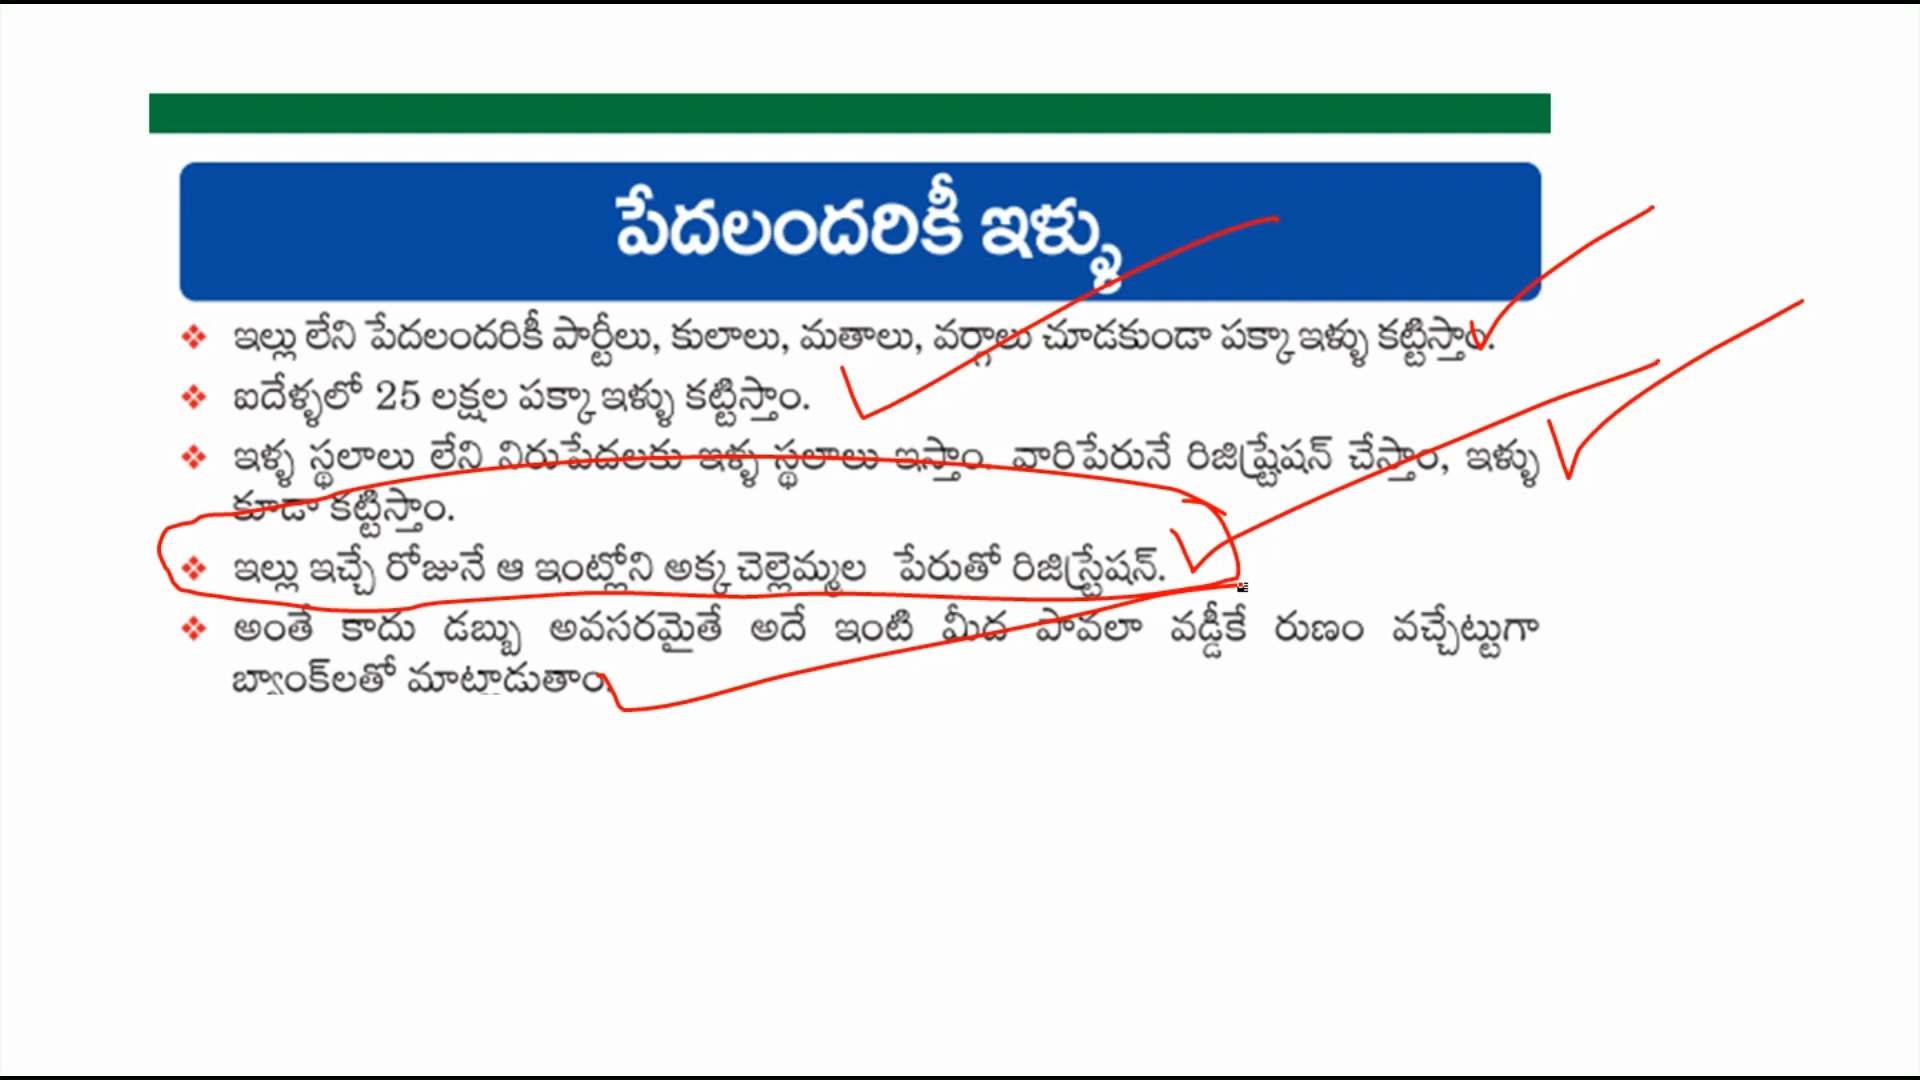 పేదలందరికీ ఇళ్ళు
❖ ఇల్లు లేని పేదలందరికీ పార్టీలు, కులాలు, మతాలు, వర్గాలు చూడకుండా పక్కా ఇళ్ళు కట్టిస్తాం.
❖ ఐదేళ్ళలో 25 లక్షల పక్కా ఇళ్ళు కట్టిస్తాం.
❖ ఇళ్ళ స్థలాలు లేని నిరుపేదలకు ఇళ్ళ స్థలాలు ఇస్తాం. వారిపేరునే రిజిష్ట్రేషన్ చేస్తాం, ఇళ్ళు
కూడా కట్టిస్తాం.
❖ ఇల్లు ఇచ్చే రోజునే ఆ ఇంట్లోని అక్క చెల్లెమ్మల పేరుతో రిజిస్ట్రేషన్.
❖ అంతే కాదు డబ్బు అవసరమైతే అదే ఇంటి మీద పావలా వడ్డీకే రుణం వచ్చేట్టుగా
బ్యాంక్‌లతో మాట్లాడుతాం.